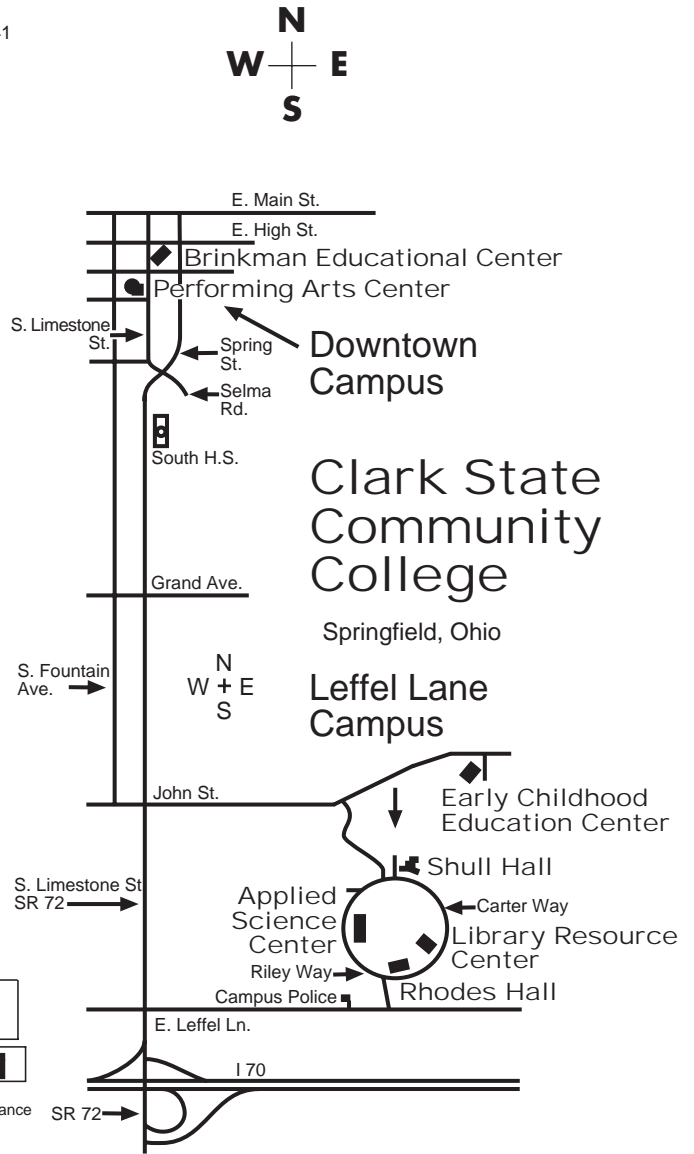 N
W E
S
E. Main St.
E. High St.
Brinkman Educational Center
Performing Arts Center
S. Limestone
St.
Spring
St.
Downtown
Campus
Selma
Rd.
South H.S.
Clark State
Community
College
Grand Ave.
Springfield, Ohio
S. Fountain
Ave.
N
W + E
S
Leffel Lane
Campus
John St.
Early Childhood
Education Center
Shull Hall
S. Limestone St
SR 72
Applied
Science
Center
Carter Way
Library Resource
Center
Riley Way
Rhodes Hall
Campus Police
E. Leffel Ln.
I 70
SR 72